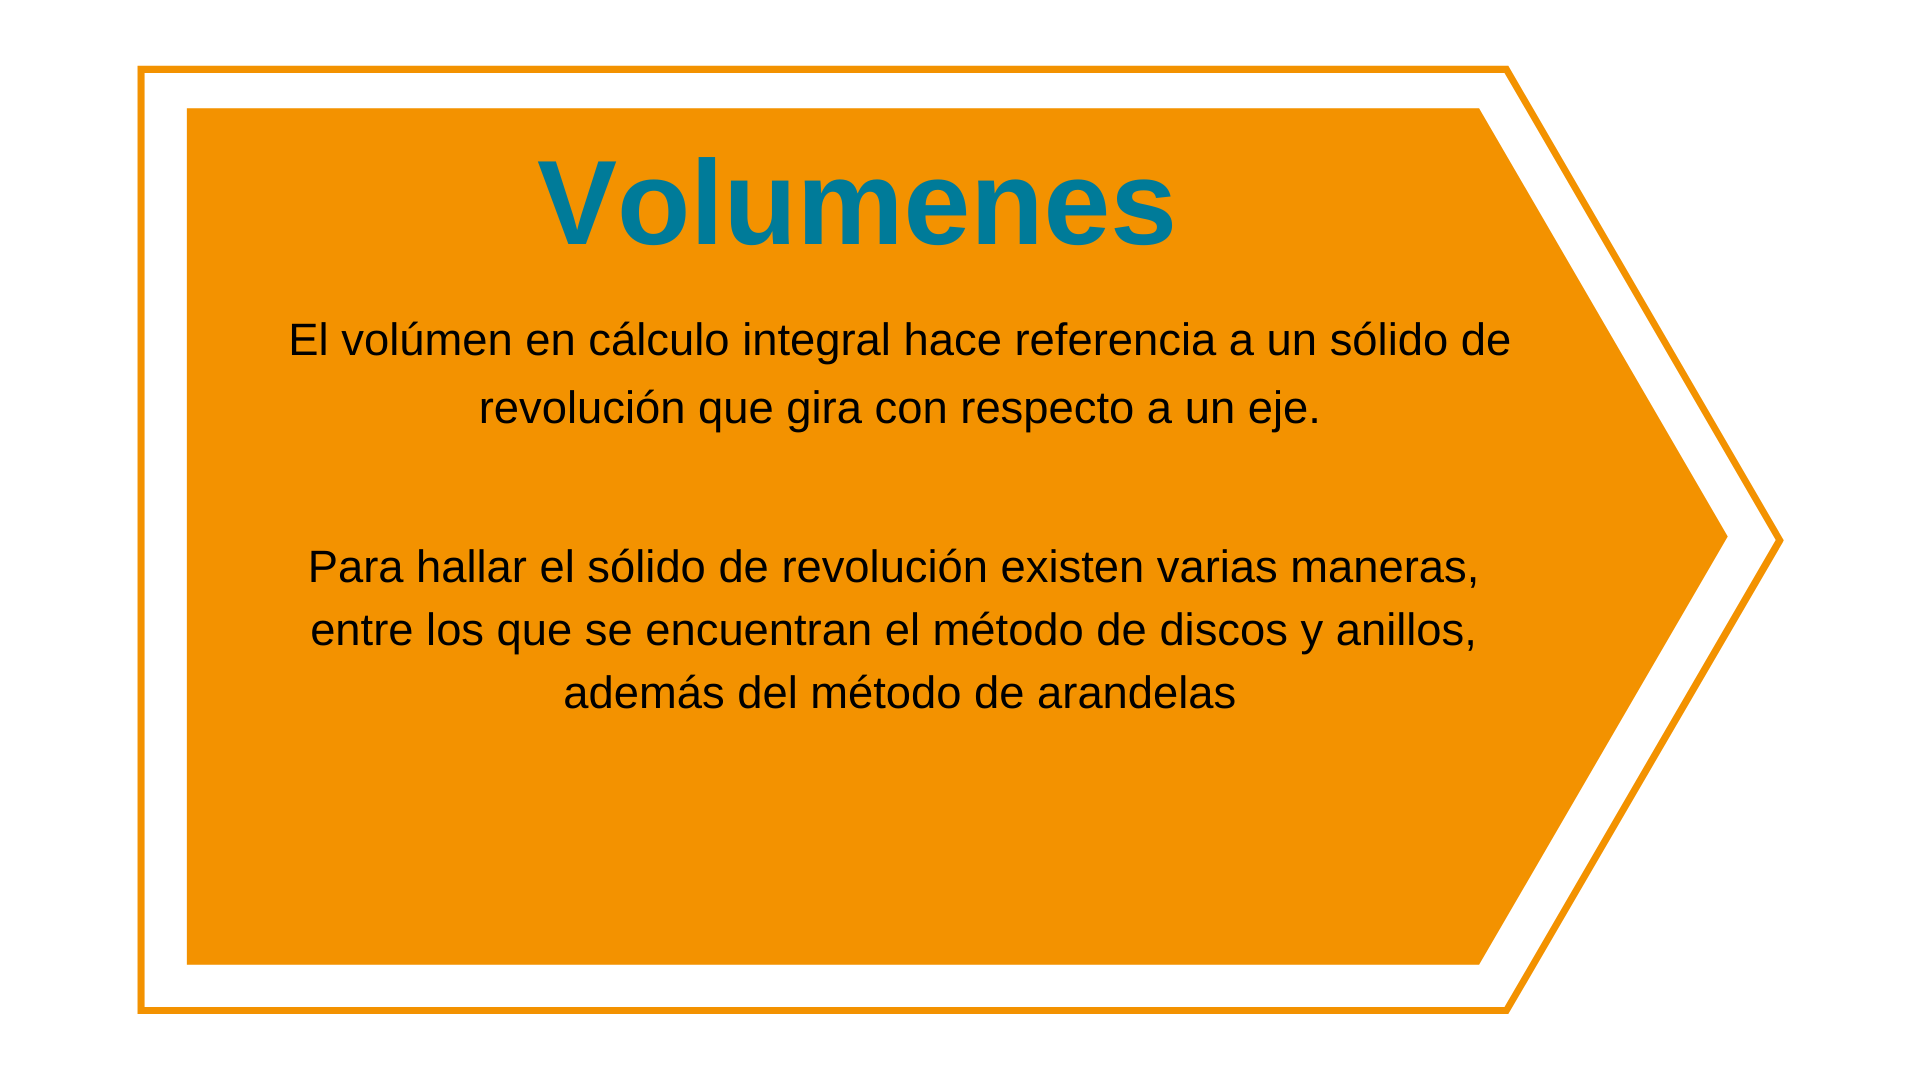 Volumenes
El volúmen en cálculo integral hace referencia a un sólido de
revolución que gira con respecto a un eje.
Para hallar el sólido de revolución existen varias maneras,
entre los que se encuentran el método de discos y anillos,
además del método de arandelas